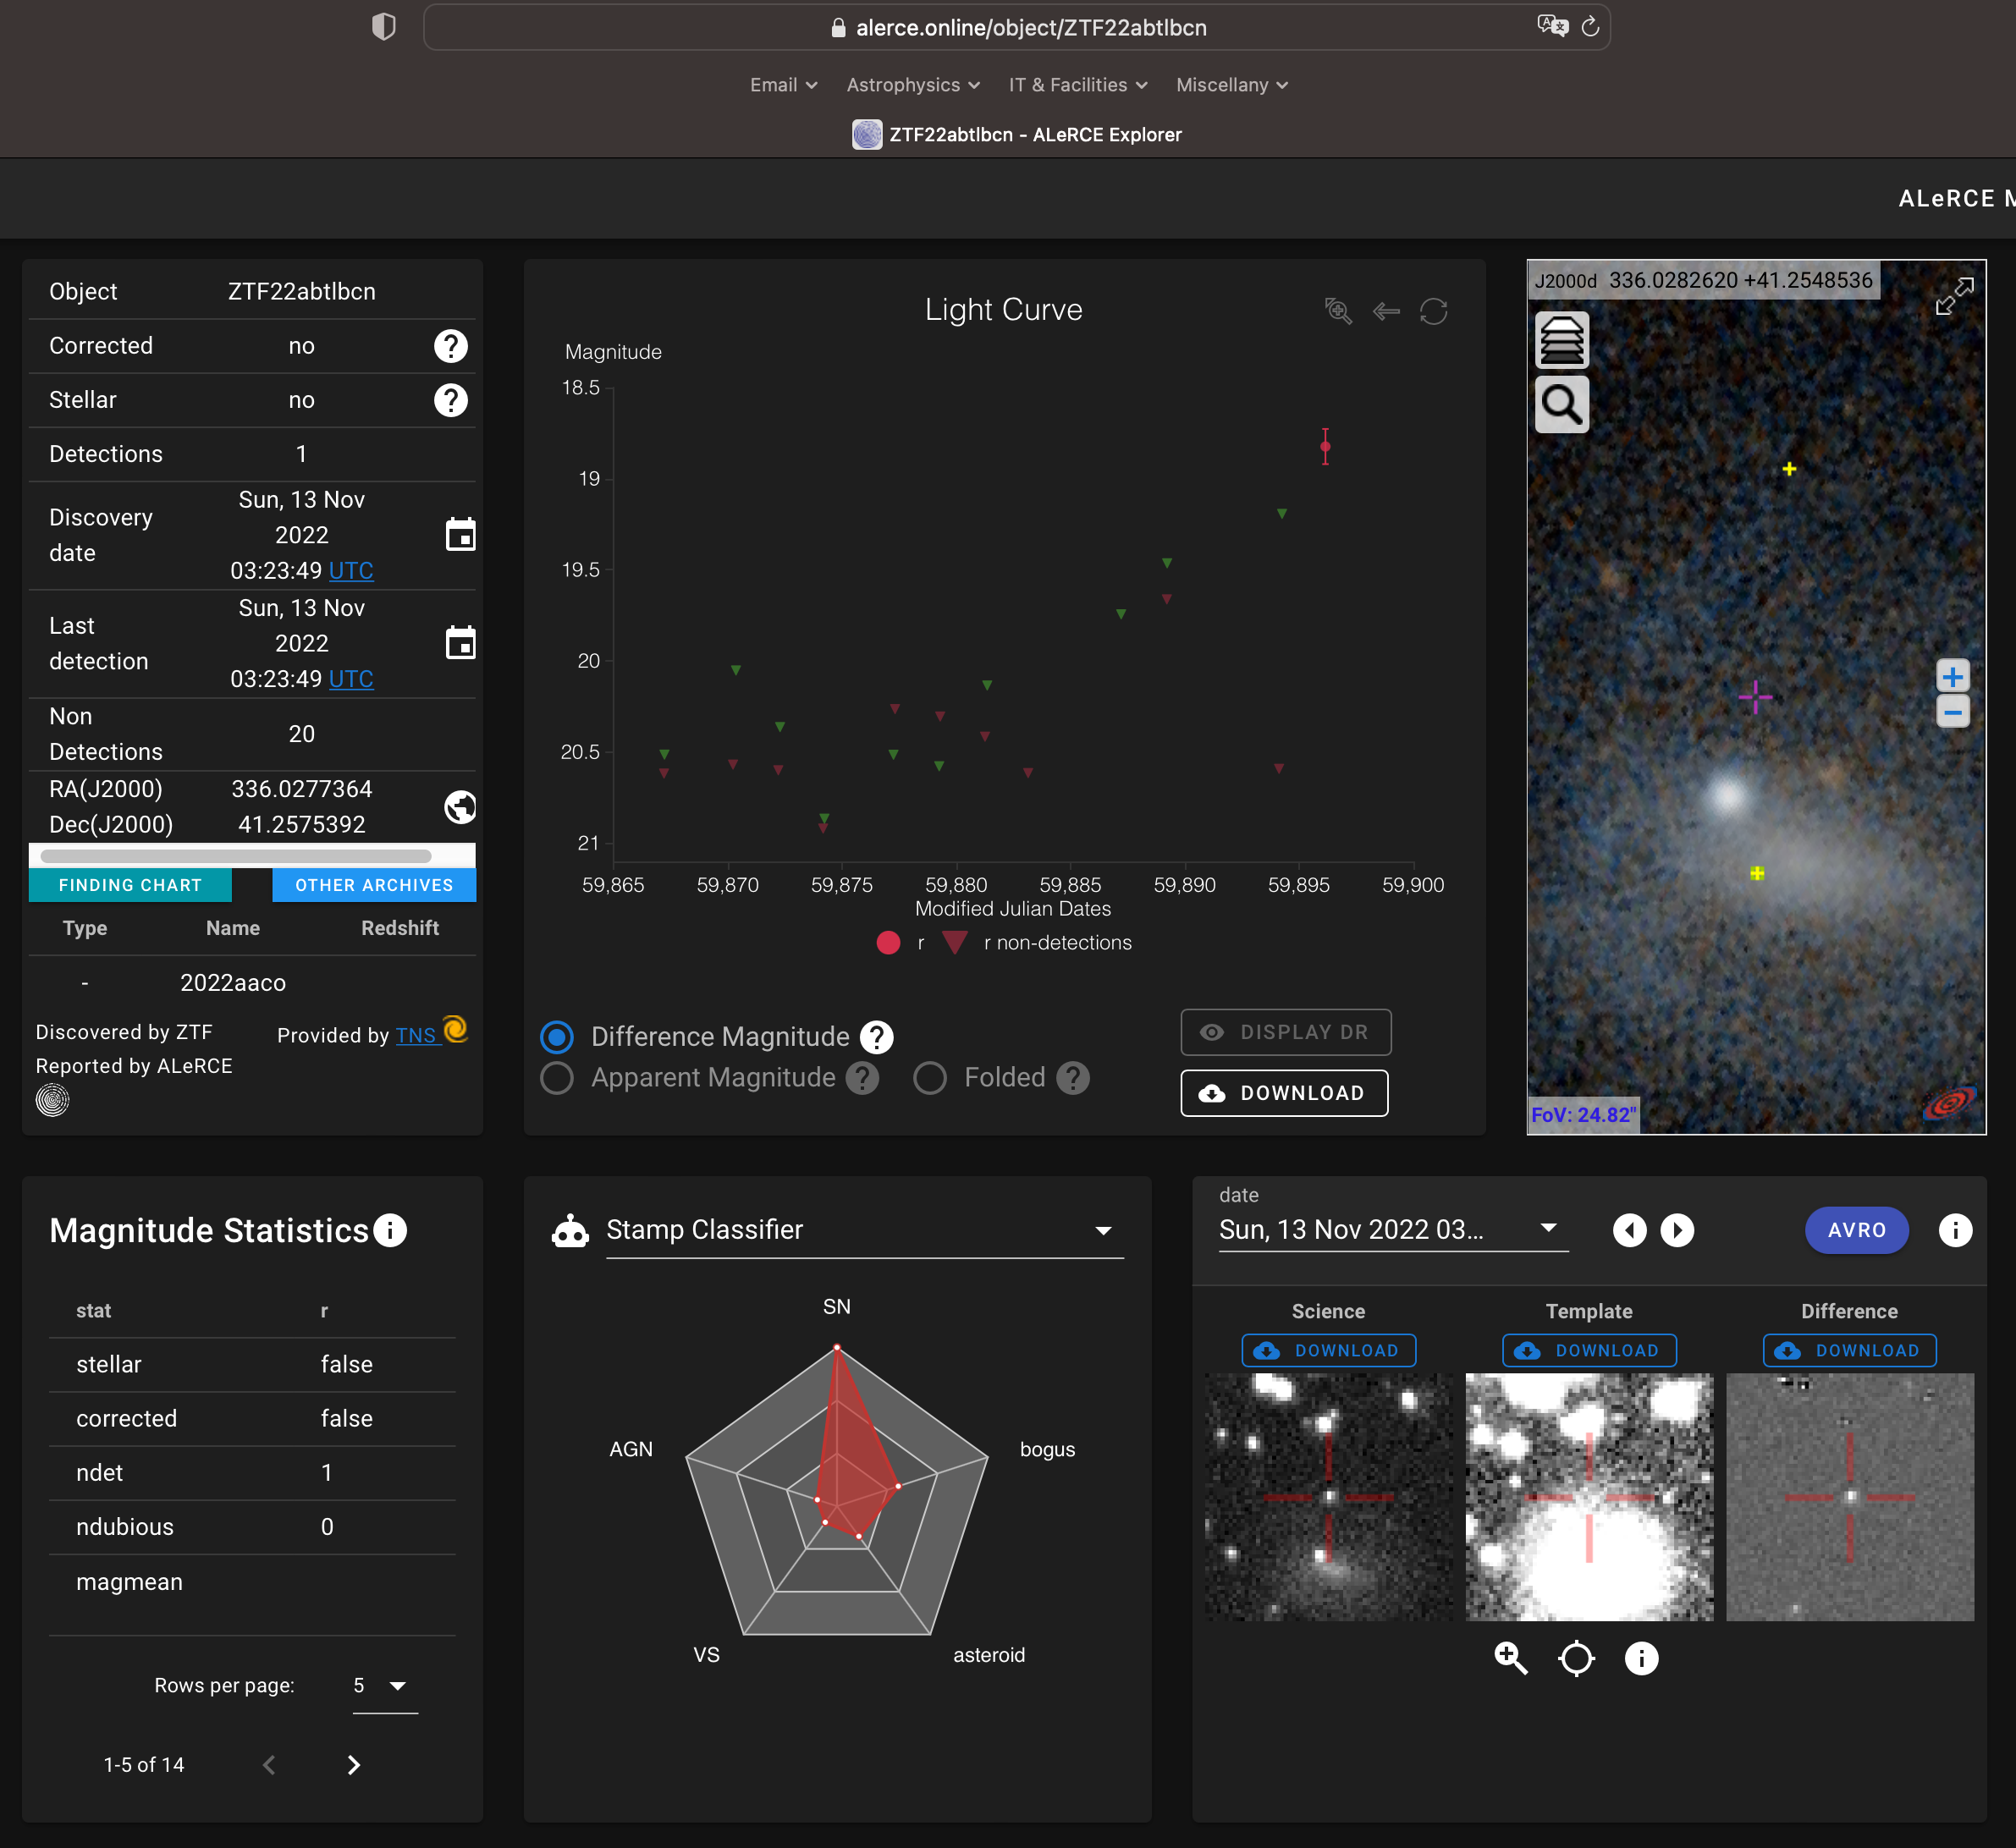 alerce.online/object/ZTF22abtlbcn
Email Astrophysics IT & Facilities Miscellany
ZTF22abtlbcn - ALeRCE Explorer
ALeRCE M
Object ZTF22abtlbcn
Corrected no ?
Stellar no ?
Detections 1
Discovery date Sun, 13 Nov 2022 03:23:49 UTC
Last detection Sun, 13 Nov 2022 03:23:49 UTC
Non Detections 20
RA(J2000) 336.0277364
Dec(J2000) 41.2575392
FINDING CHART OTHER ARCHIVES
Type Name Redshift
- 2022aaco
Discovered by ZTF Provided by TNS
Reported by ALeRCE
Light Curve
Magnitude
18.5
19
19.5
20
20.5
21
59,865 59,870 59,875 59,880 59,885 59,890 59,895 59,900
Modified Julian Dates
r r non-detections
Difference Magnitude ?
Apparent Magnitude ? Folded ?
DISPLAY DR
DOWNLOAD
J2000d 336.0282620 +41.2548536
+
−
FoV: 24.82"
Magnitude Statistics i
stat r
stellar false
corrected false
ndet 1
ndubious 0
magmean
Rows per page: 5
1-5 of 14
Stamp Classifier
SN
AGN bogus
VS asteroid
date
Sun, 13 Nov 2022 03... AVRO i
Science Template Difference
DOWNLOAD DOWNLOAD DOWNLOAD
i